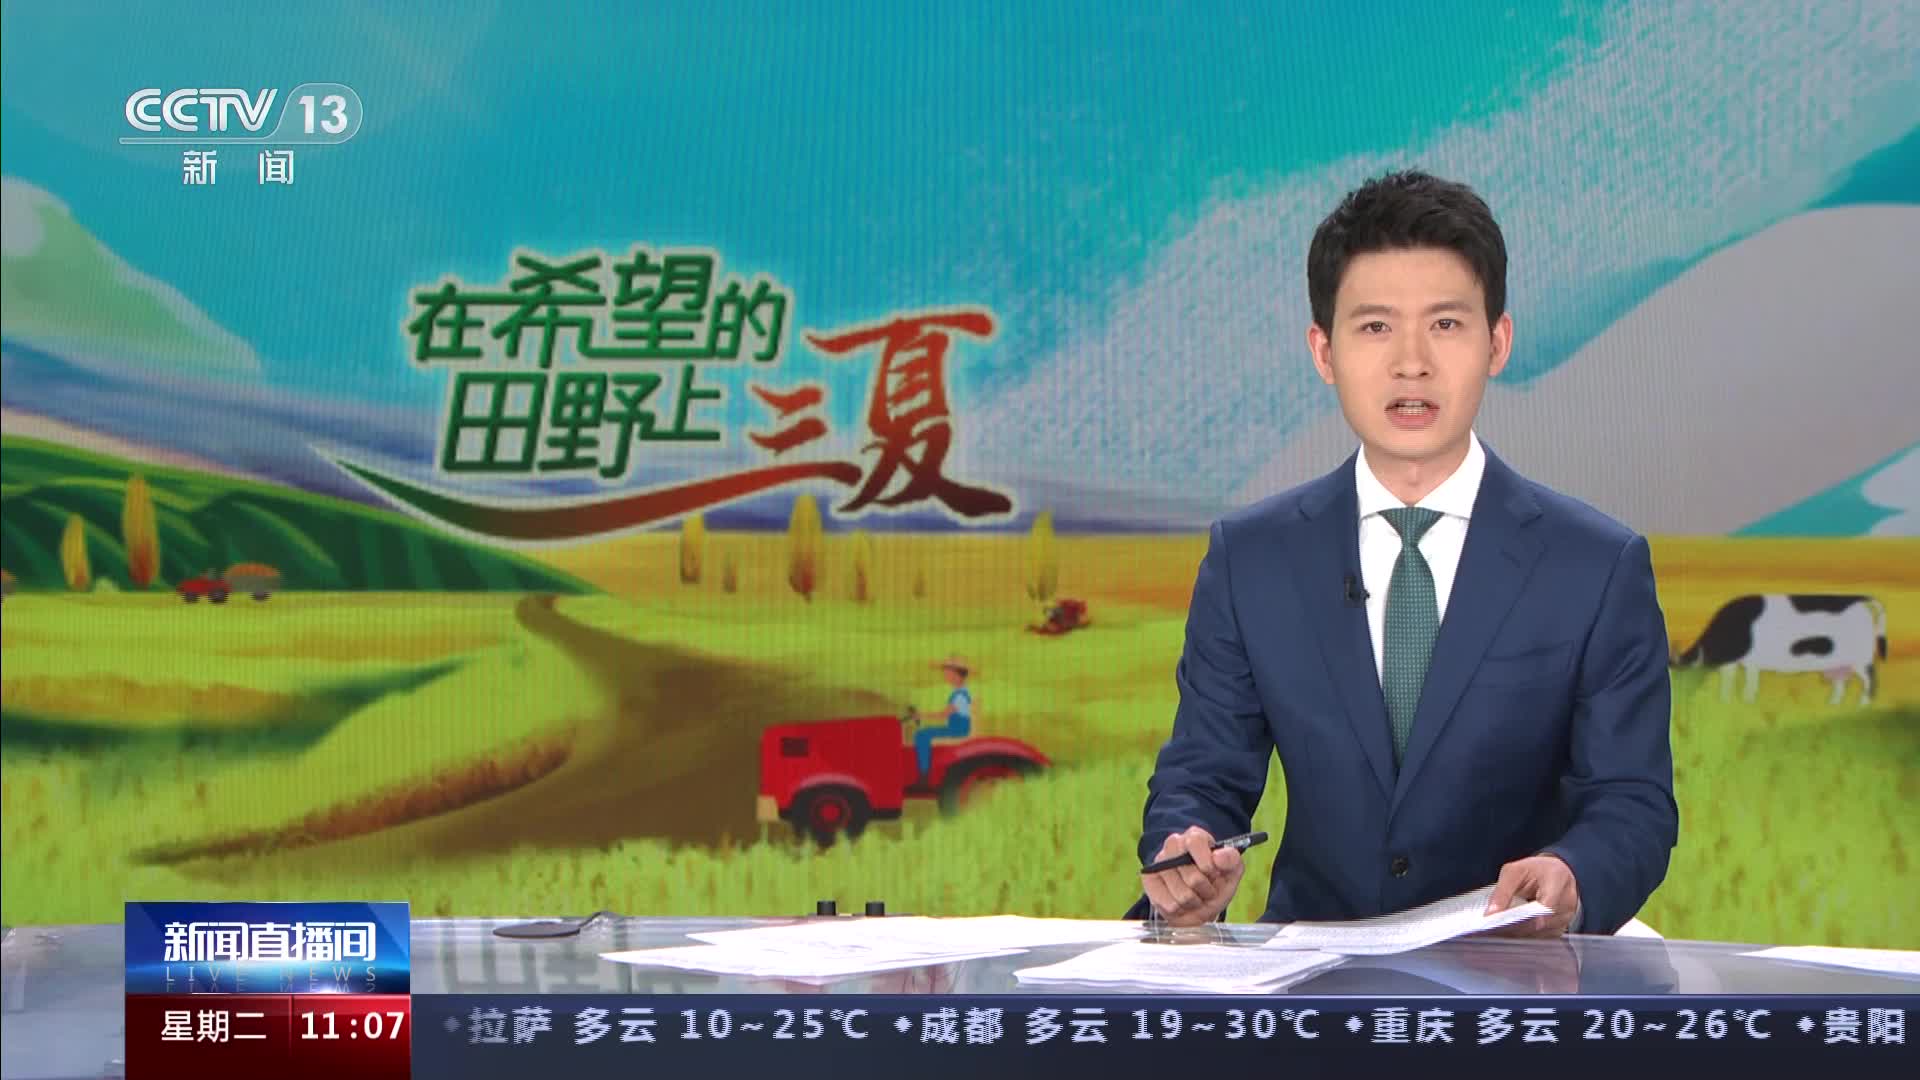 CCTV 13
新闻
在希望的
田野上 三夏
新闻直播间
LIVE NEWS
星期二 11:07
拉萨 多云 10~25℃ 成都 多云 19~30℃ 重庆 多云 20~26℃ 贵阳